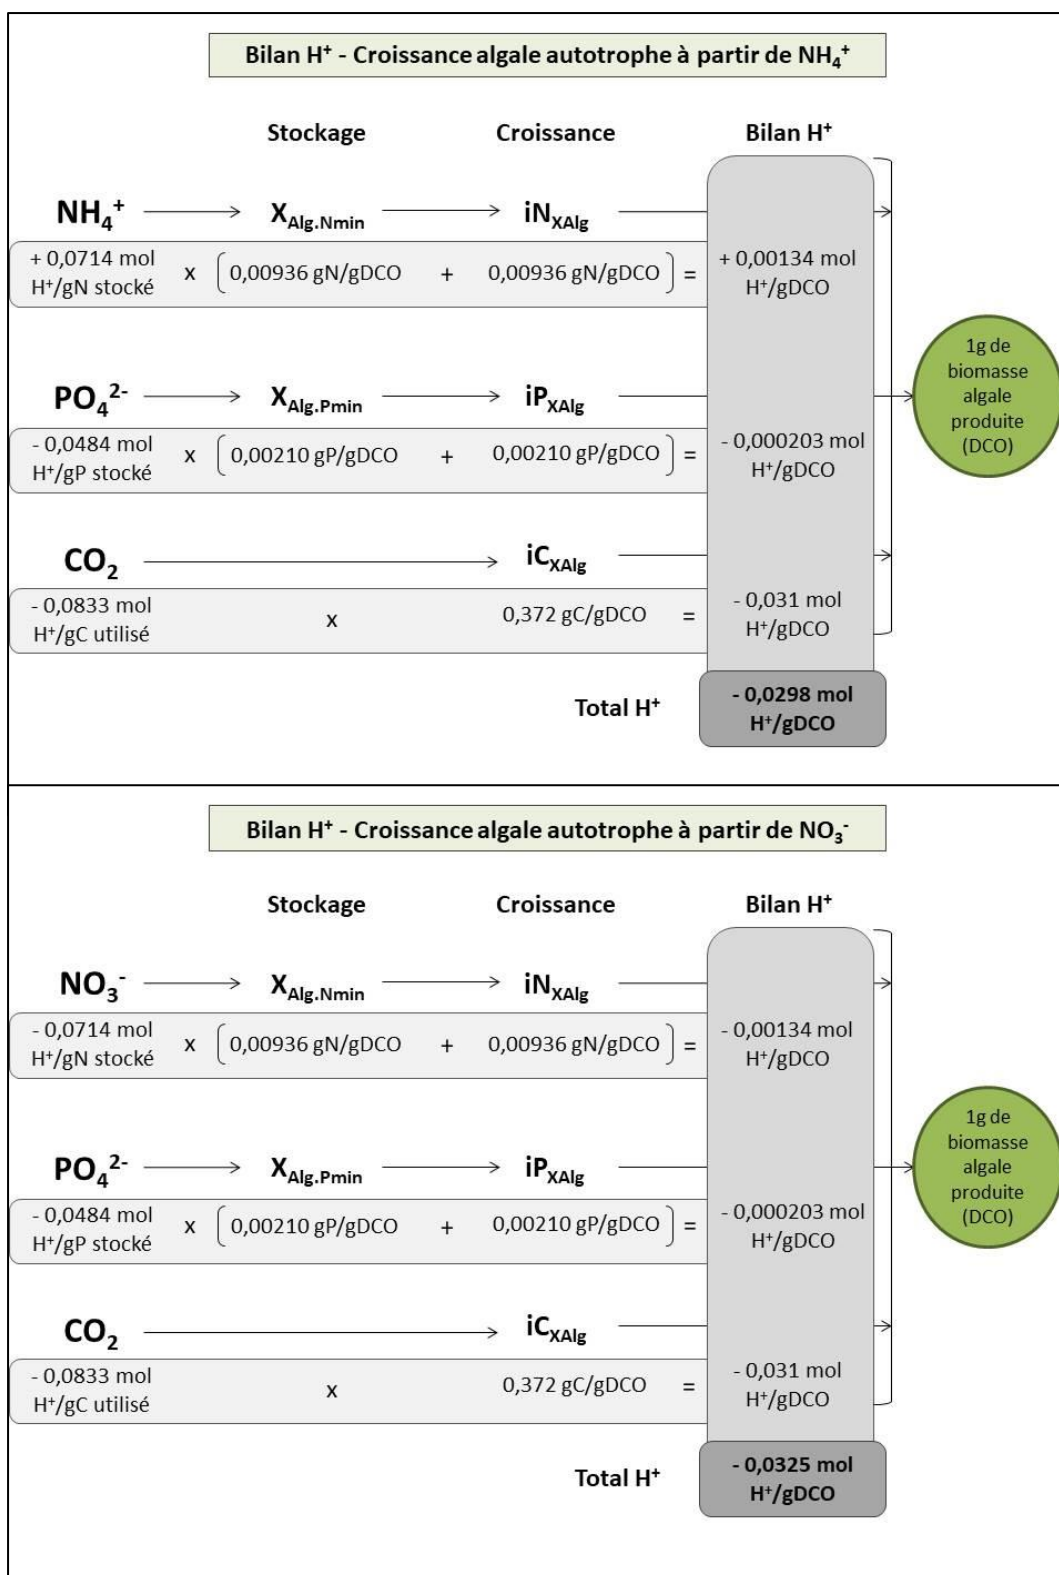 Bilan H⁺ - Croissance algale autotrophe à partir de NH₄⁺
Stockage Croissance Bilan H⁺
NH₄⁺ X_Alg.Nmin iN_XAlg
+ 0,0714 mol
H⁺/gN stocké x ( 0,00936 gN/gDCO + 0,00936 gN/gDCO ) = + 0,00134 mol
H⁺/gDCO
PO₄²⁻ X_Alg.Pmin iP_XAlg
- 0,0484 mol
H⁺/gP stocké x ( 0,00210 gP/gDCO + 0,00210 gP/gDCO ) = - 0,000203 mol
H⁺/gDCO
1g de
biomasse
algale
produite
(DCO)
CO₂ iC_XAlg
- 0,0833 mol
H⁺/gC utilisé x 0,372 gC/gDCO = - 0,031 mol
H⁺/gDCO
Total H⁺ - 0,0298 mol
H⁺/gDCO
Bilan H⁺ - Croissance algale autotrophe à partir de NO₃⁻
Stockage Croissance Bilan H⁺
NO₃⁻ X_Alg.Nmin iN_XAlg
- 0,0714 mol
H⁺/gN stocké x ( 0,00936 gN/gDCO + 0,00936 gN/gDCO ) = - 0,00134 mol
H⁺/gDCO
PO₄²⁻ X_Alg.Pmin iP_XAlg
- 0,0484 mol
H⁺/gP stocké x ( 0,00210 gP/gDCO + 0,00210 gP/gDCO ) = - 0,000203 mol
H⁺/gDCO
1g de
biomasse
algale
produite
(DCO)
CO₂ iC_XAlg
- 0,0833 mol
H⁺/gC utilisé x 0,372 gC/gDCO = - 0,031 mol
H⁺/gDCO
Total H⁺ - 0,0325 mol
H⁺/gDCO